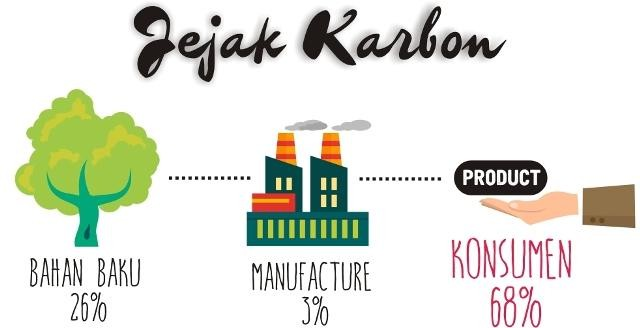 Jejak Karbon
PRODUCT
BAHAN BAKU
26%
MANUFACTURE
3%
KONSUMEN
68%